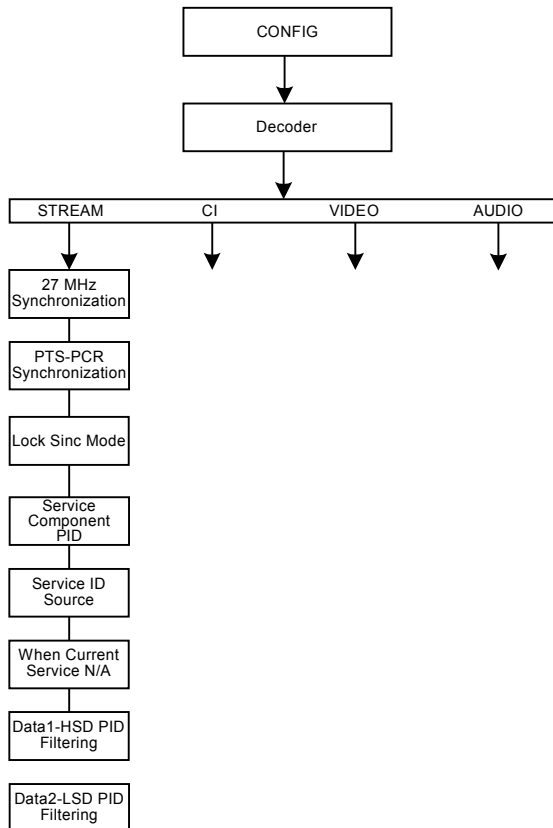 CONFIG
Decoder
STREAM CI VIDEO AUDIO
27 MHz
Synchronization
PTS-PCR
Synchronization
Lock Sinc Mode
Service
Component
PID
Service ID
Source
When Current
Service N/A
Data1-HSD PID
Filtering
Data2-LSD PID
Filtering